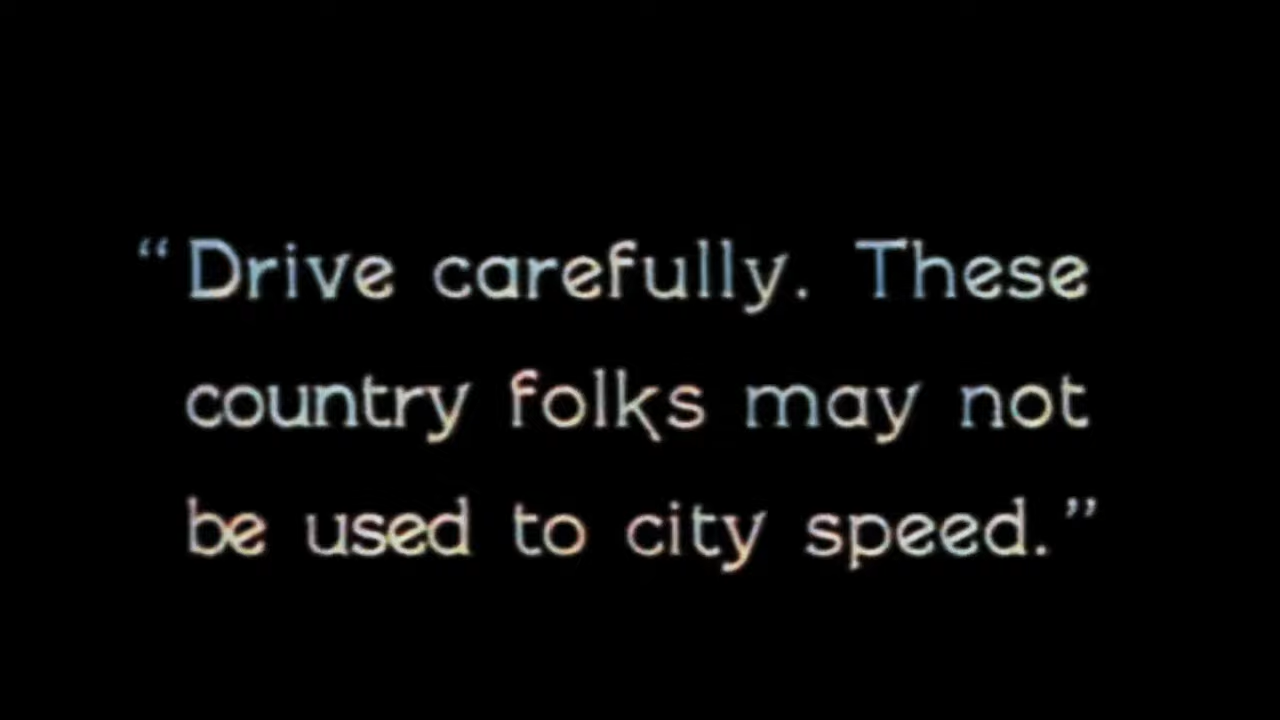 “Drive carefully. These
country folks may not
be used to city speed.”